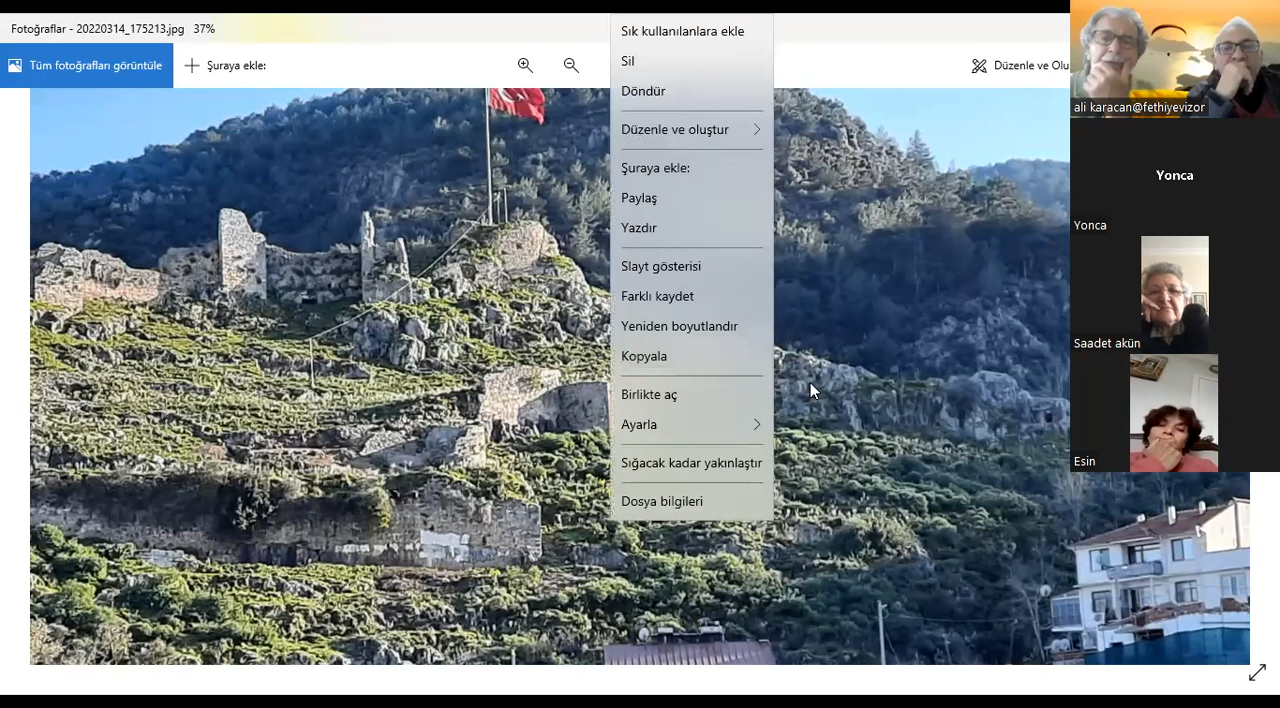 Fotoğraflar - 20220314_175213.jpg 37%
Tüm fotoğrafları görüntüle
Şuraya ekle:
Düzenle ve Olu
Sık kullanılanlara ekle
Sil
Döndür
Düzenle ve oluştur
Şuraya ekle:
Paylaş
Yazdır
Slayt gösterisi
Farklı kaydet
Yeniden boyutlandır
Kopyala
Birlikte aç
Ayarla
Sığacak kadar yakınlaştır
Dosya bilgileri
ali karacan@fethiyevizor
Yonca
Yonca
Saadet akün
Esin